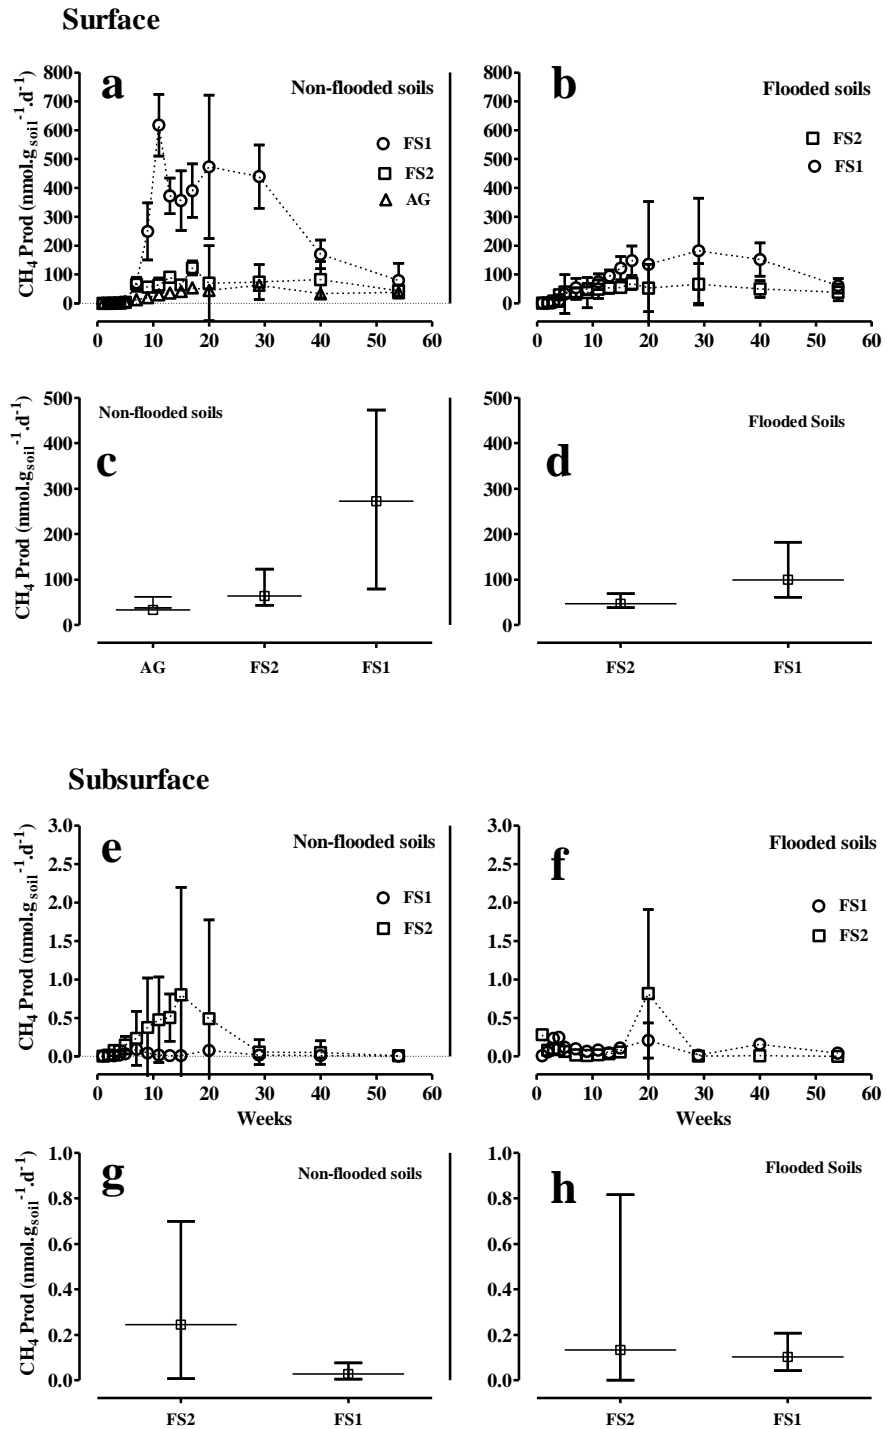 Surface
a
Non-flooded soils
CH4 Prod (nmol.gsoil-1.d-1)
800
700
600
500
400
300
200
100
0
FS1
FS2
AG
0 10 20 30 40 50 60
b
Flooded soils
800
700
600
500
400
300
200
100
0
FS2
FS1
0 10 20 30 40 50 60
c
Non-flooded soils
CH4 Prod (nmol.gsoil-1.d-1)
500
400
300
200
100
0
AG FS2 FS1
d
Flooded Soils
500
400
300
200
100
0
FS2 FS1
Subsurface
e
Non-flooded soils
CH4 Prod (nmol.gsoil-1.d-1)
3.0
2.5
2.0
1.5
1.0
0.5
0.0
FS1
FS2
0 10 20 30 40 50 60
Weeks
f
Flooded soils
3.0
2.5
2.0
1.5
1.0
0.5
0.0
FS1
FS2
0 10 20 30 40 50 60
Weeks
g
Non-flooded soils
CH4 Prod (nmol.gsoil-1.d-1)
1.0
0.8
0.6
0.4
0.2
0.0
FS2 FS1
h
Flooded Soils
1.0
0.8
0.6
0.4
0.2
0.0
FS2 FS1